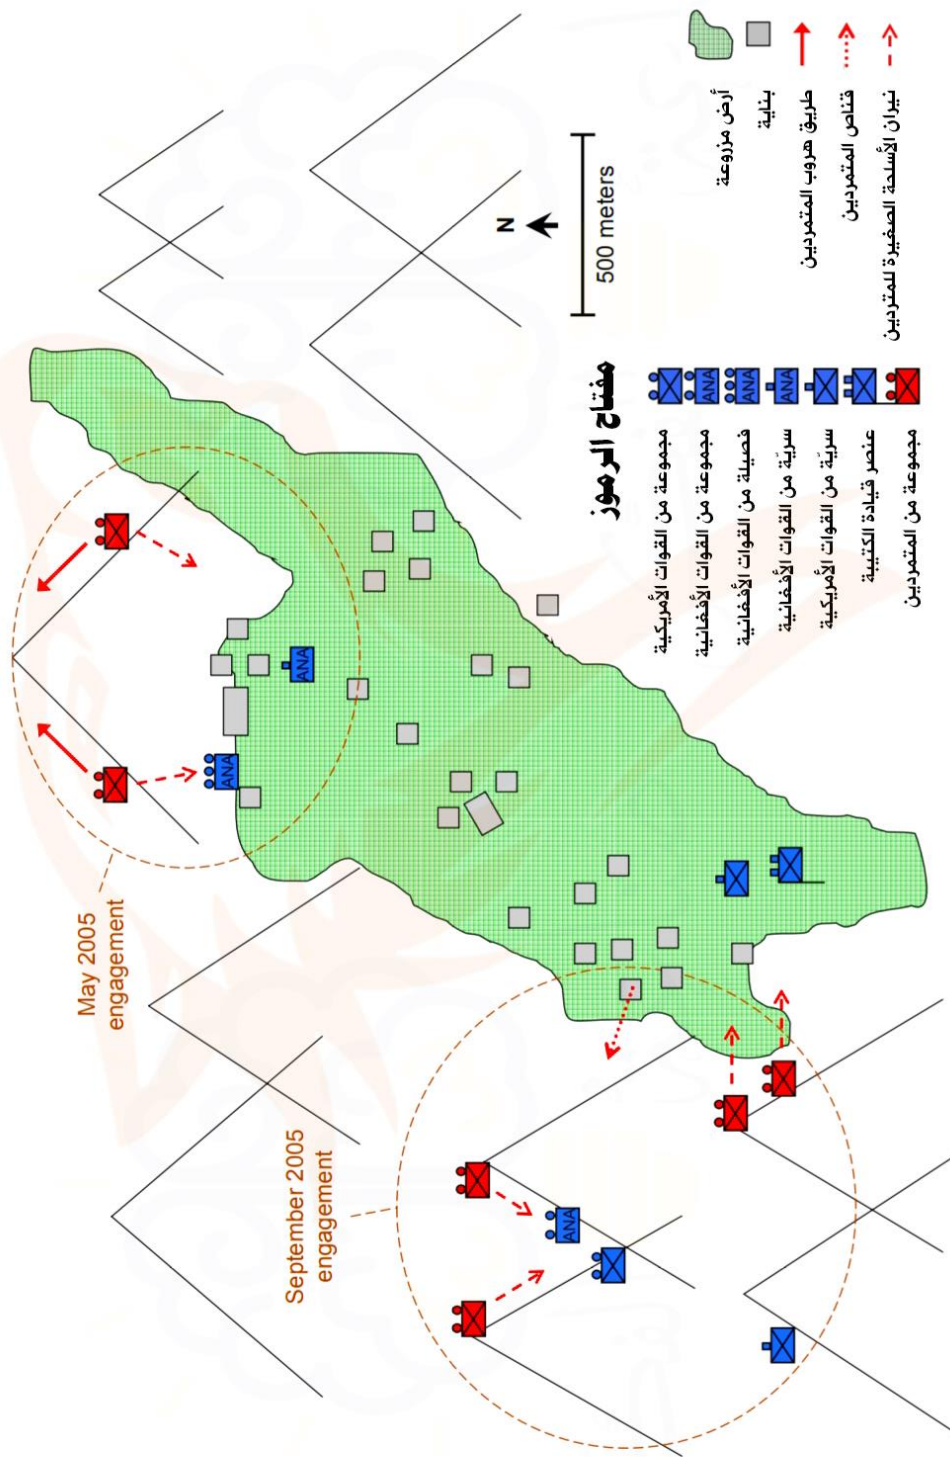 May 2005
engagement
September 2005
engagement
ANA
ANA
ANA
N
500 meters
مفتاح الرموز
مجموعة من القوات الأمريكية
ANA
مجموعة من القوات الأفغانية
ANA
فصيلة من القوات الأفغانية
ANA
سريّة من القوات الأفغانية
سريّة من القوات الأمريكية
عنصر قيادة الكتيبة
مجموعة من المتمردين
أرض مزروعة
بناية
طريق هروب المتمردين
قناص المتمردين
نيران الأسلحة الصغيرة للمتردين